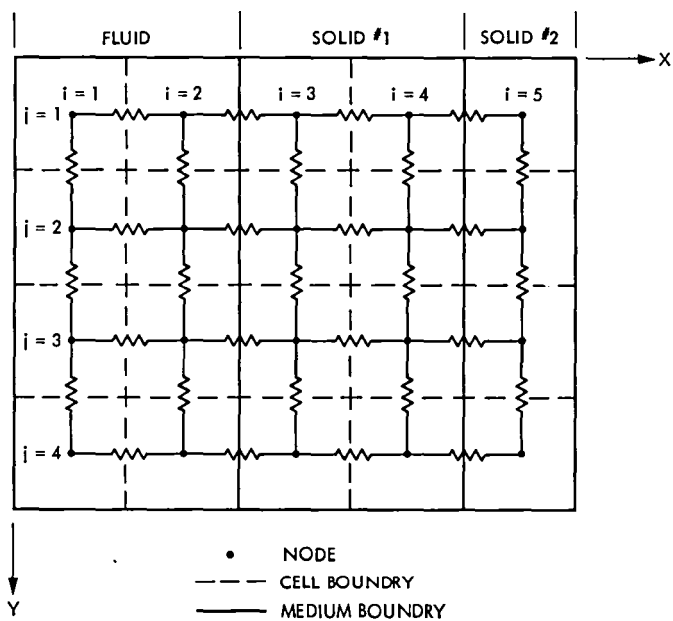 FLUID SOLID #1 SOLID #2
X
i = 1 i = 2 i = 3 i = 4 i = 5
j = 1
j = 2
j = 3
j = 4
Y
NODE
CELL BOUNDRY
MEDIUM BOUNDRY